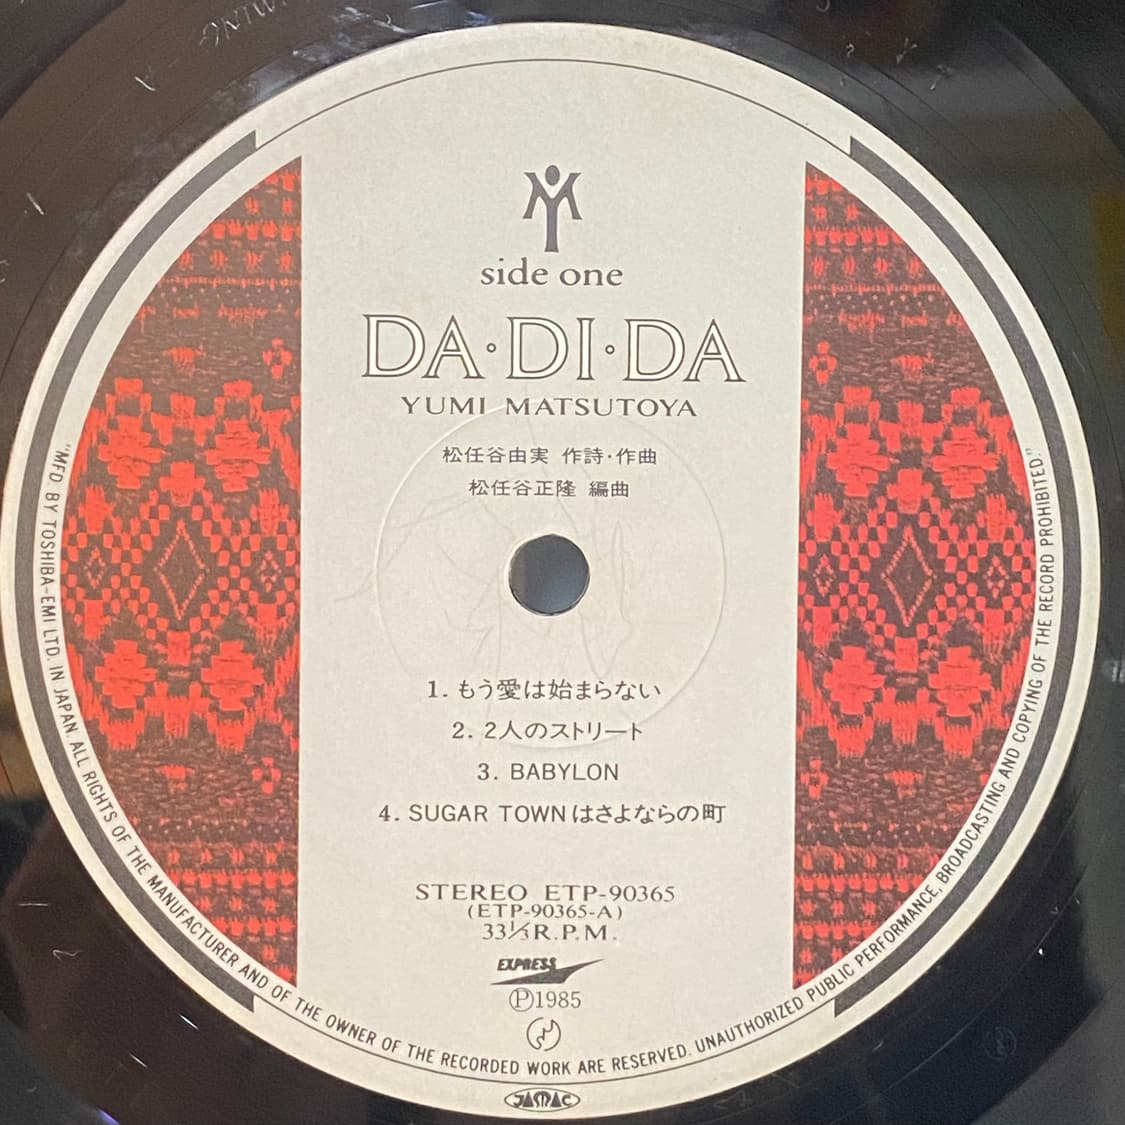 side one
DA・DI・DA
YUMI MATSUTOYA
松任谷由実 作詩・作曲
松任谷正隆 編曲
1. もう愛は始まらない
2. 2人のストリート
3. BABYLON
4. SUGAR TOWNはさよならの町
STEREO ETP-90365
(ETP-90365-A)
33⅓R.P.M.
EXPRESS
Ⓟ1985
"MFD. BY TOSHIBA-EMI LTD. IN JAPAN. ALL RIGHTS OF THE MANUFACTURER AND OF THE OWNER OF THE RECORDED WORK ARE RESERVED. UNAUTHORIZED PUBLIC PERFORMANCE, BROADCASTING AND COPYING OF THE RECORD PROHIBITED."
JAMAC